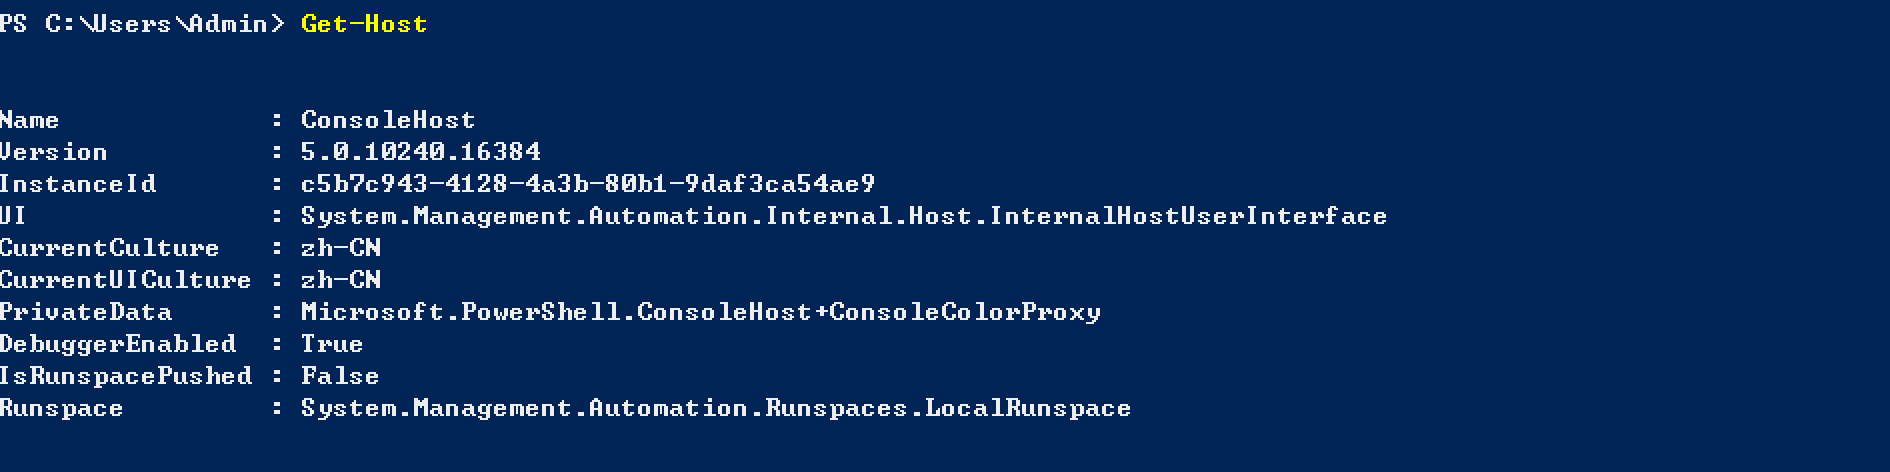 PS C:\Users\Admin> Get-Host
Name : ConsoleHost
Version : 5.0.10240.16384
InstanceId : c5b7c943-4128-4a3b-80b1-9daf3ca54ae9
UI : System.Management.Automation.Internal.Host.InternalHostUserInterface
CurrentCulture : zh-CN
CurrentUICulture : zh-CN
PrivateData : Microsoft.PowerShell.ConsoleHost+ConsoleColorProxy
DebuggerEnabled : True
IsRunspacePushed : False
Runspace : System.Management.Automation.Runspaces.LocalRunspace